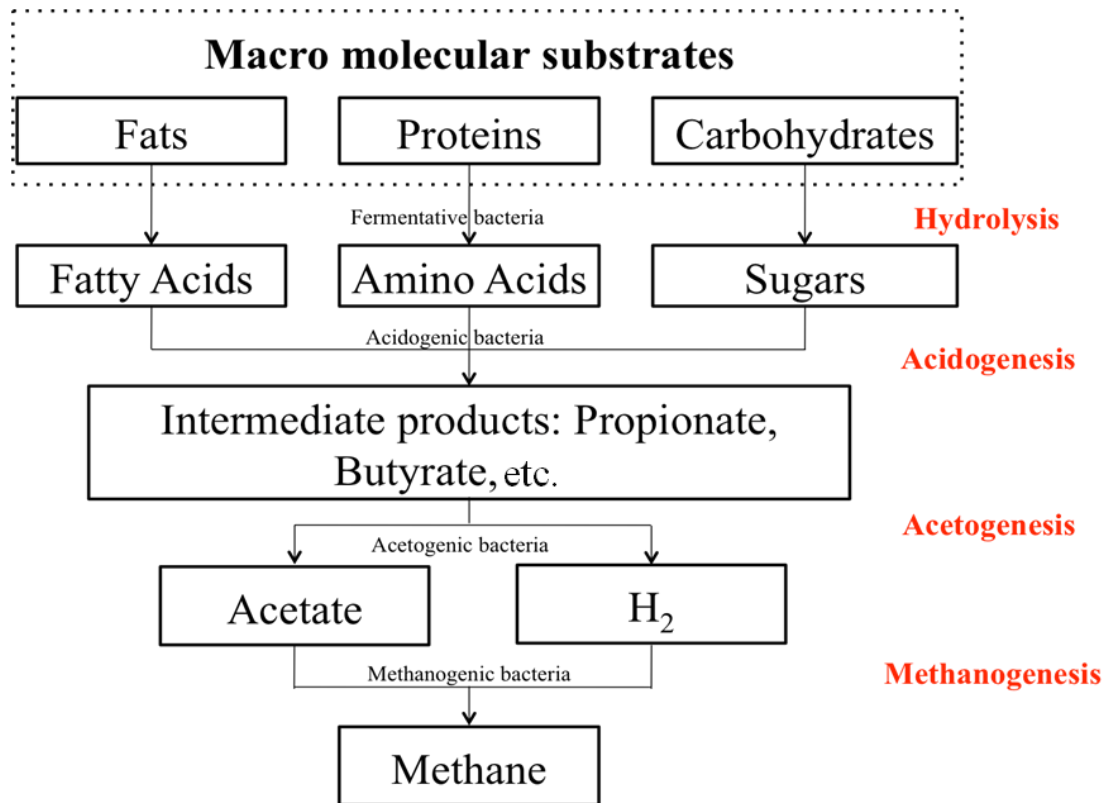 Macro molecular substrates
Fats
Proteins
Carbohydrates
Fermentative bacteria
Hydrolysis
Fatty Acids
Amino Acids
Sugars
Acidogenic bacteria
Acidogenesis
Intermediate products: Propionate,
Butyrate, etc.
Acetogenesis
Acetogenic bacteria
Acetate
H₂
Methanogenic bacteria
Methanogenesis
Methane